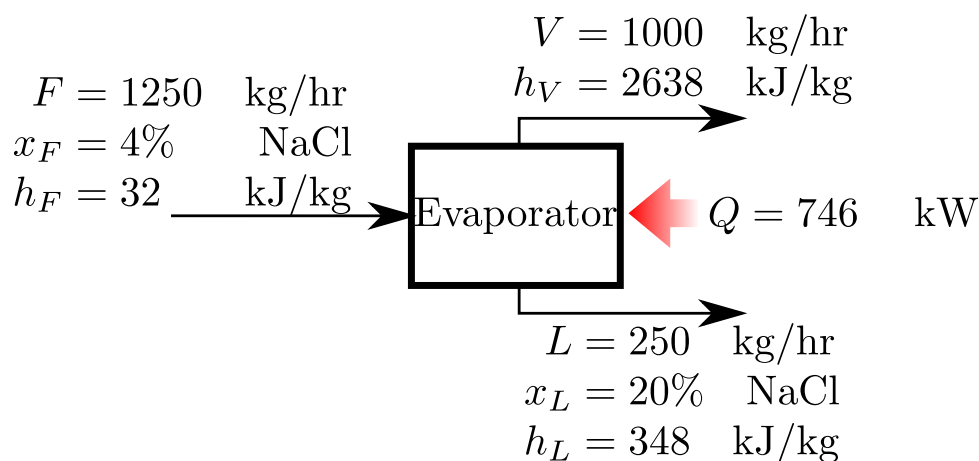 V = 1000 kg/hr
h_V = 2638 kJ/kg
F = 1250 kg/hr
x_F = 4% NaCl
h_F = 32 kJ/kg
Evaporator
Q = 746 kW
L = 250 kg/hr
x_L = 20% NaCl
h_L = 348 kJ/kg